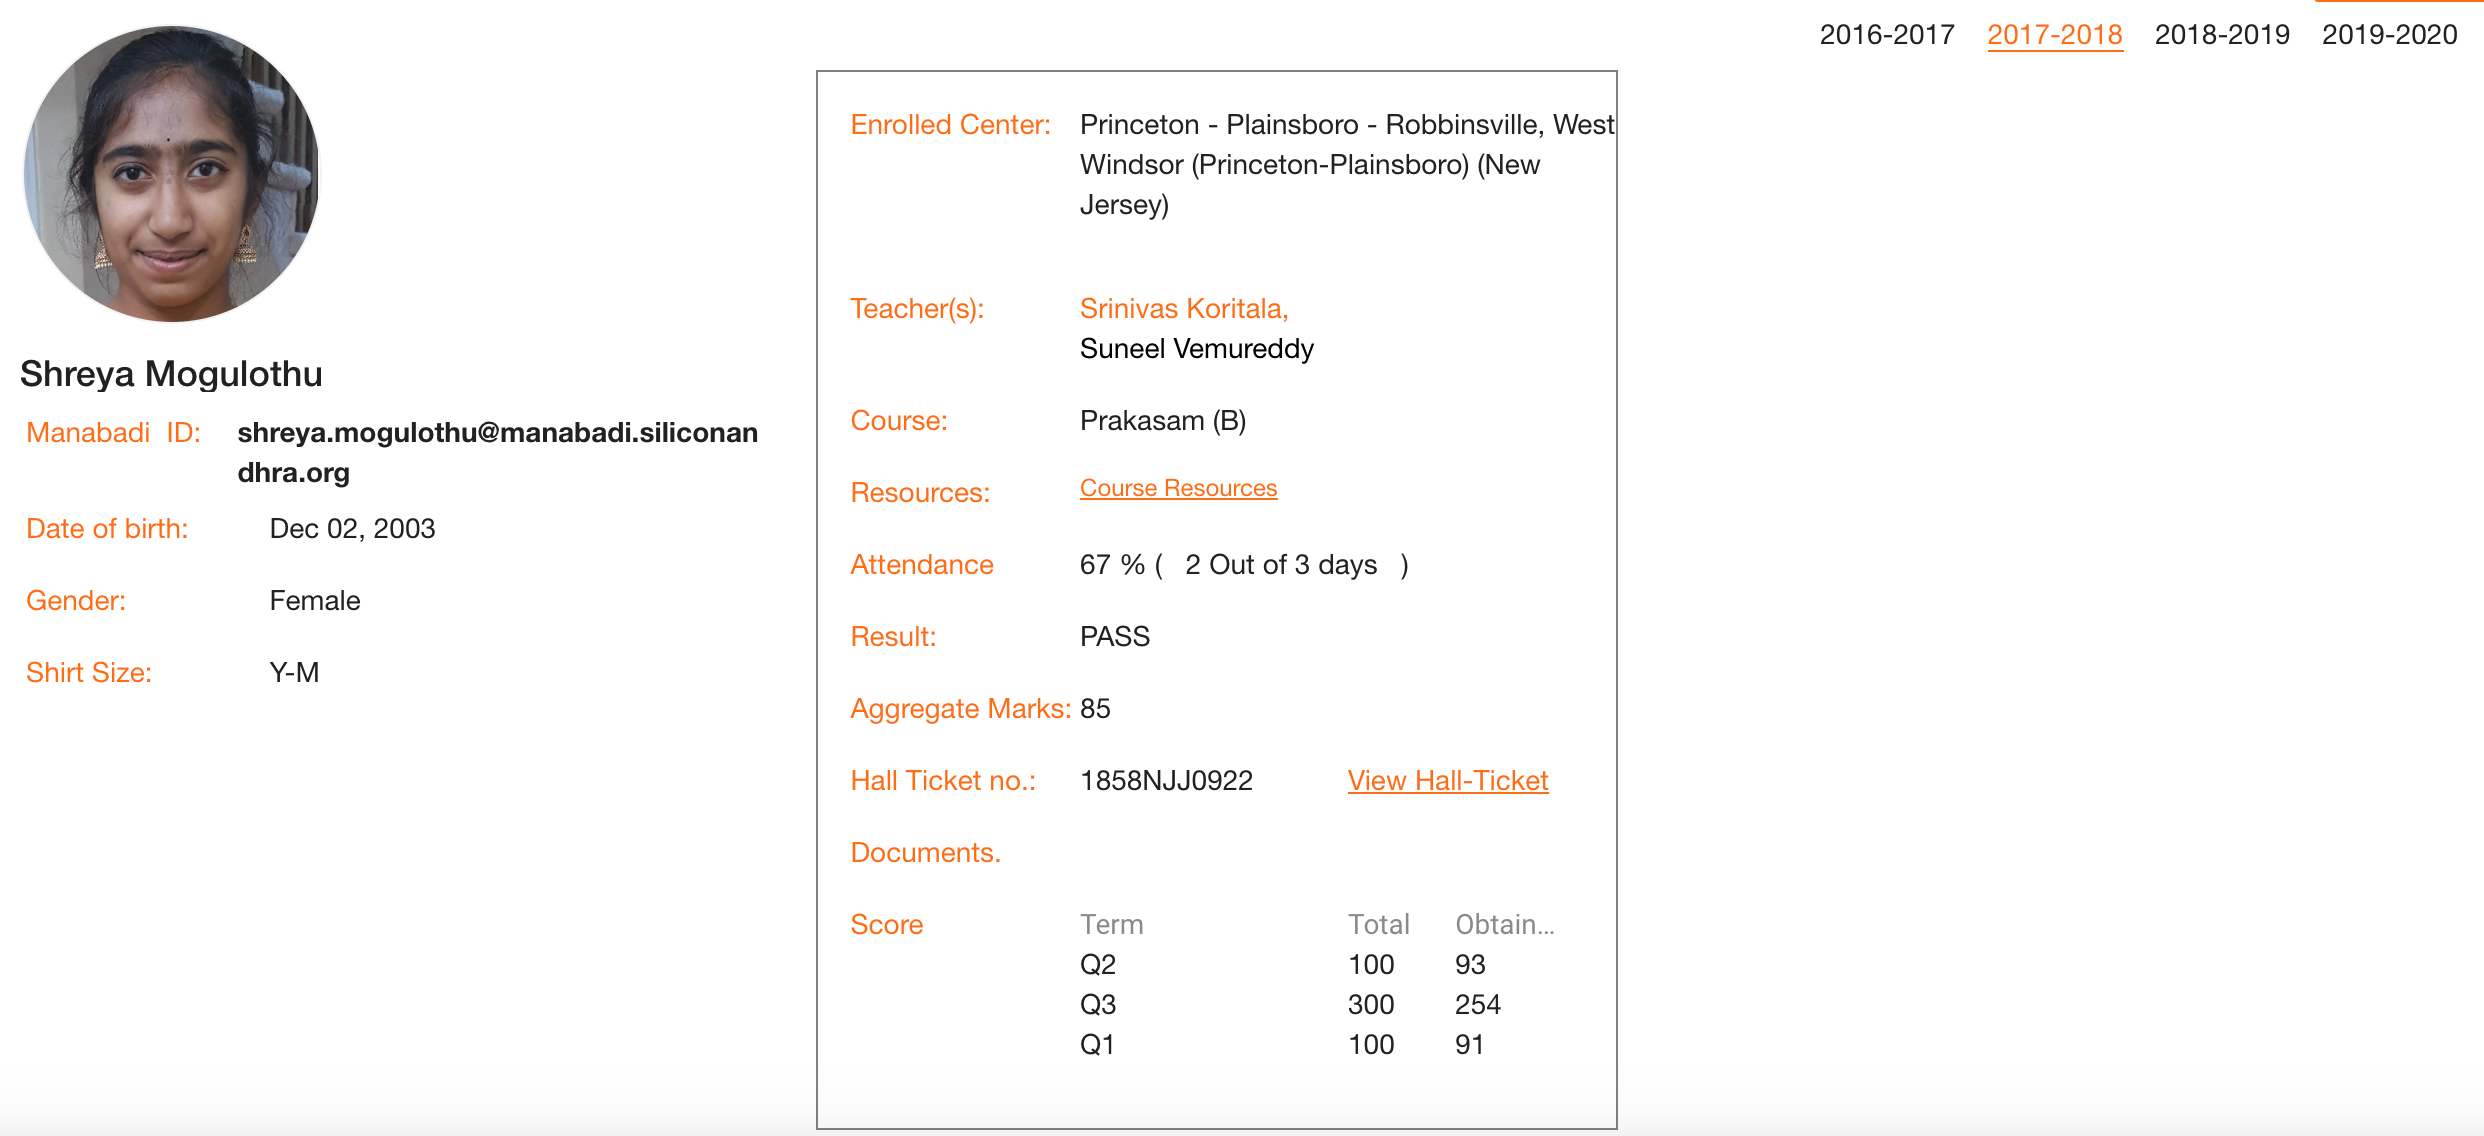 2016-2017 2017-2018 2018-2019 2019-2020
Shreya Mogulothu
Manabadi ID: shreya.mogulothu@manabadi.siliconan
dhra.org
Date of birth: Dec 02, 2003
Gender: Female
Shirt Size: Y-M
Enrolled Center: Princeton - Plainsboro - Robbinsville, West
Windsor (Princeton-Plainsboro) (New
Jersey)
Teacher(s): Srinivas Koritala,
Suneel Vemureddy
Course: Prakasam (B)
Resources: Course Resources
Attendance 67 % ( 2 Out of 3 days )
Result: PASS
Aggregate Marks: 85
Hall Ticket no.: 1858NJJ0922 View Hall-Ticket
Documents.
Score Term Total Obtain...
Q2 100 93
Q3 300 254
Q1 100 91